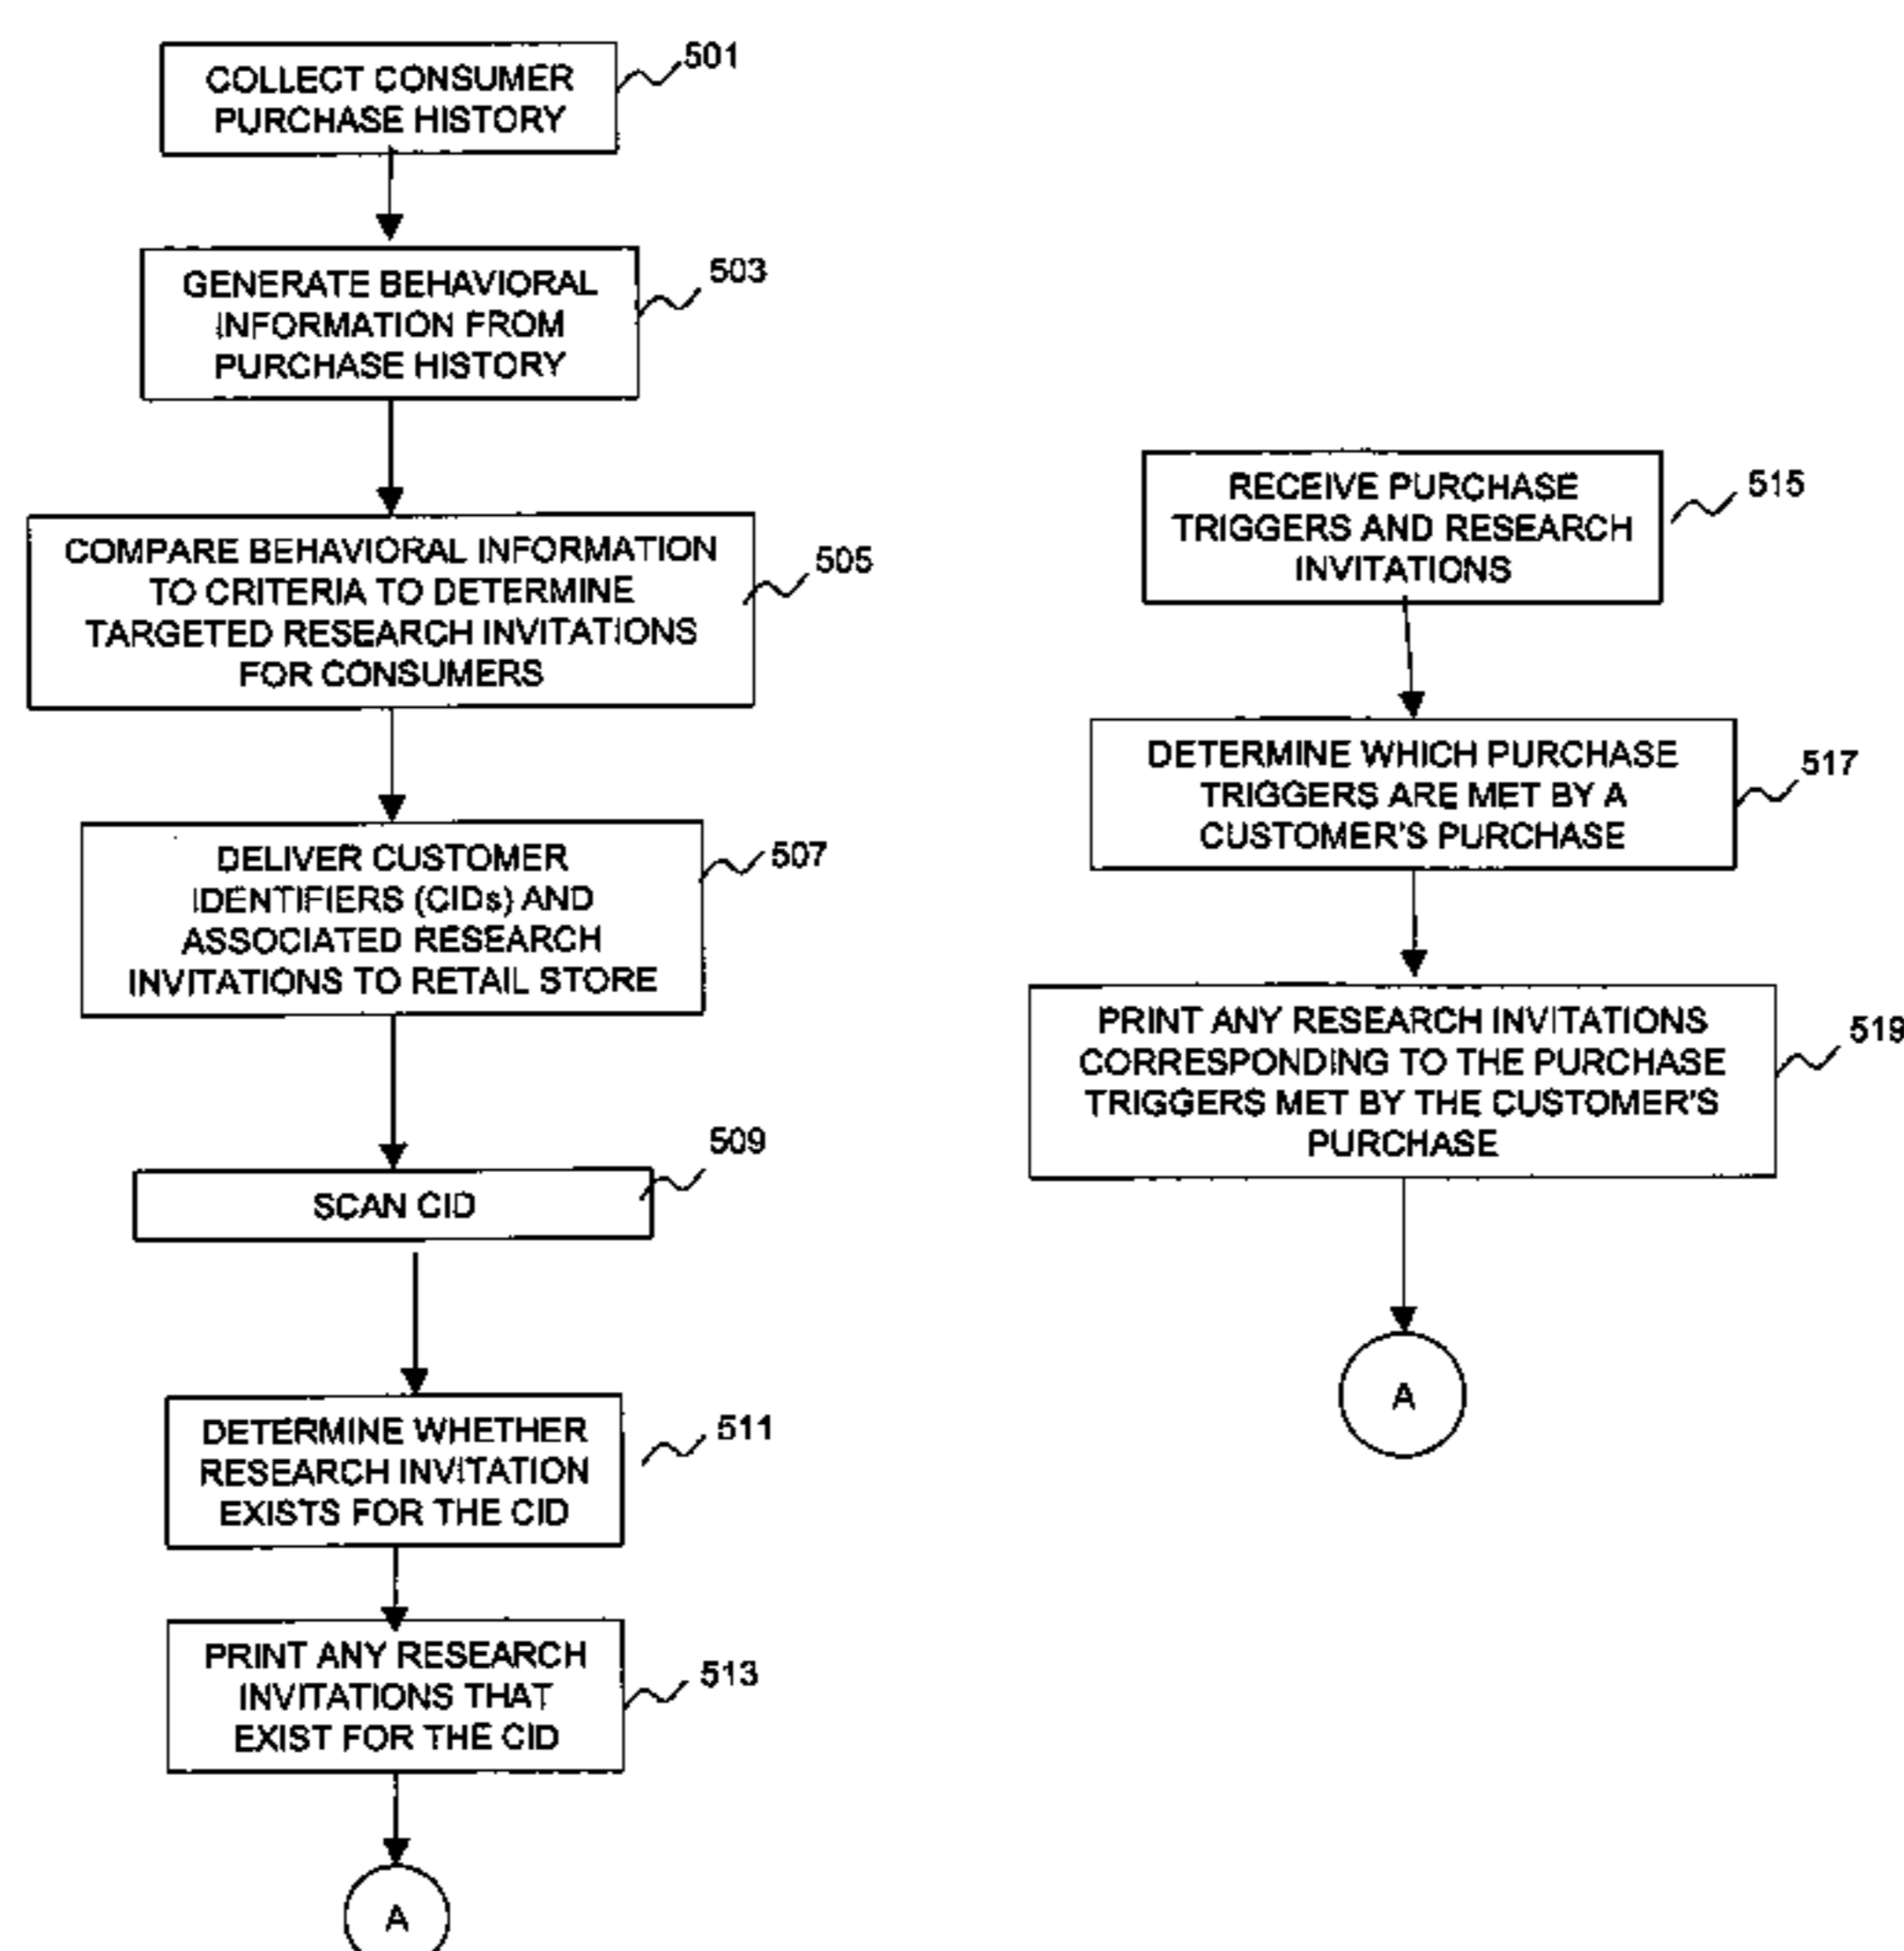 COLLECT CONSUMER
PURCHASE HISTORY
501
GENERATE BEHAVIORAL
INFORMATION FROM
PURCHASE HISTORY
503
COMPARE BEHAVIORAL INFORMATION
TO CRITERIA TO DETERMINE
TARGETED RESEARCH INVITATIONS
FOR CONSUMERS
505
DELIVER CUSTOMER
IDENTIFIERS (CIDs) AND
ASSOCIATED RESEARCH
INVITATIONS TO RETAIL STORE
507
SCAN CID
509
DETERMINE WHETHER
RESEARCH INVITATION
EXISTS FOR THE CID
511
PRINT ANY RESEARCH
INVITATIONS THAT
EXIST FOR THE CID
513
A
RECEIVE PURCHASE
TRIGGERS AND RESEARCH
INVITATIONS
515
DETERMINE WHICH PURCHASE
TRIGGERS ARE MET BY A
CUSTOMER'S PURCHASE
517
PRINT ANY RESEARCH INVITATIONS
CORRESPONDING TO THE PURCHASE
TRIGGERS MET BY THE CUSTOMER'S
PURCHASE
519
A